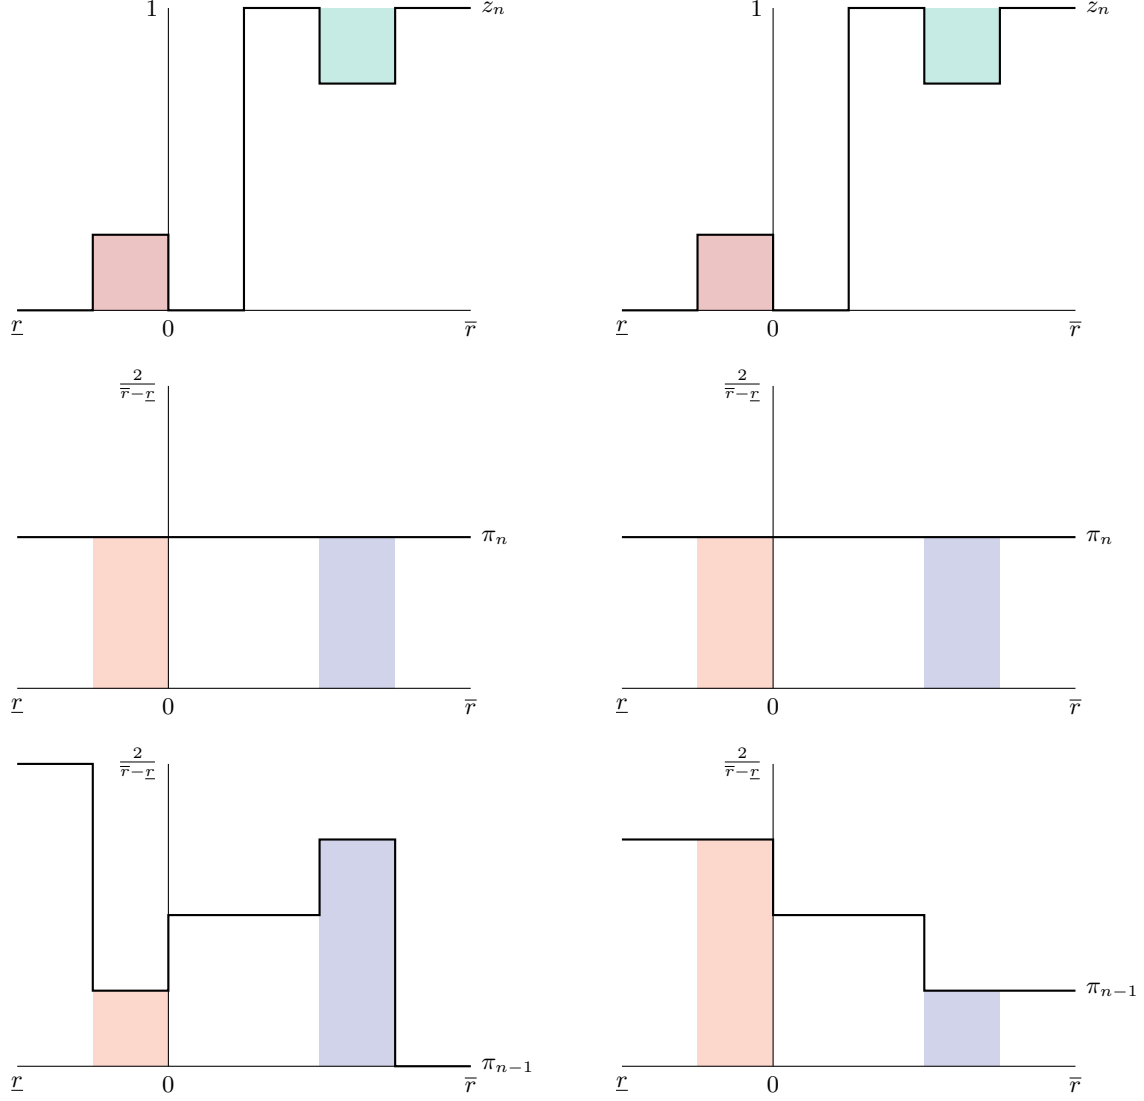 1 z_n 1 z_n
r 0 r̅ r 0 r̅
2/(r̅−r) 2/(r̅−r)
π_n π_n
r 0 r̅ r 0 r̅
2/(r̅−r) 2/(r̅−r)
π_{n−1}
π_{n−1}
r 0 r̅ r 0 r̅